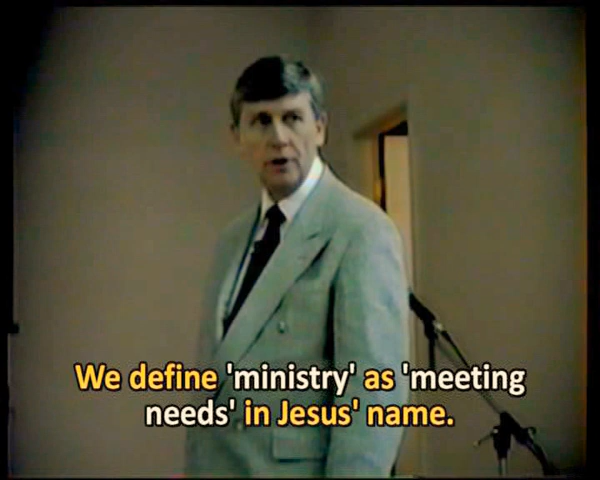 We define 'ministry' as 'meeting
needs' in Jesus' name.